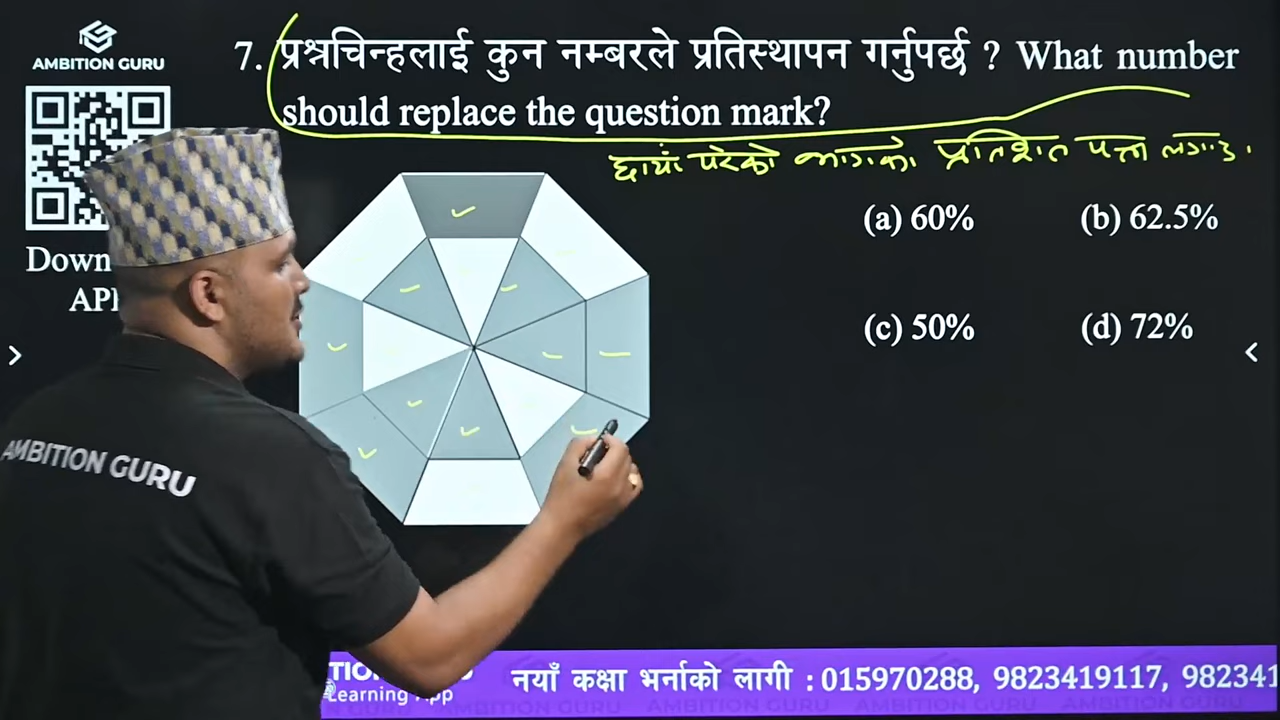 AMBITION GURU
7. प्रश्नचिन्हलाई कुन नम्बरले प्रतिस्थापन गर्नुपर्छ ? What number
should replace the question mark?
छायाँ परेको भागको प्रतिशत पत्ता लगाउ ।
(a) 60% (b) 62.5%
Down
AP
(c) 50% (d) 72%
AMBITION GURU
नयाँ कक्षा भर्नाको लागी : 015970288, 9823419117, 982341
Learning App